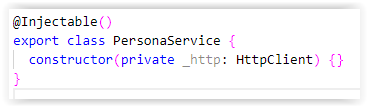 @Injectable()
export class PersonaService {
  constructor(private _http: HttpClient) {}
}